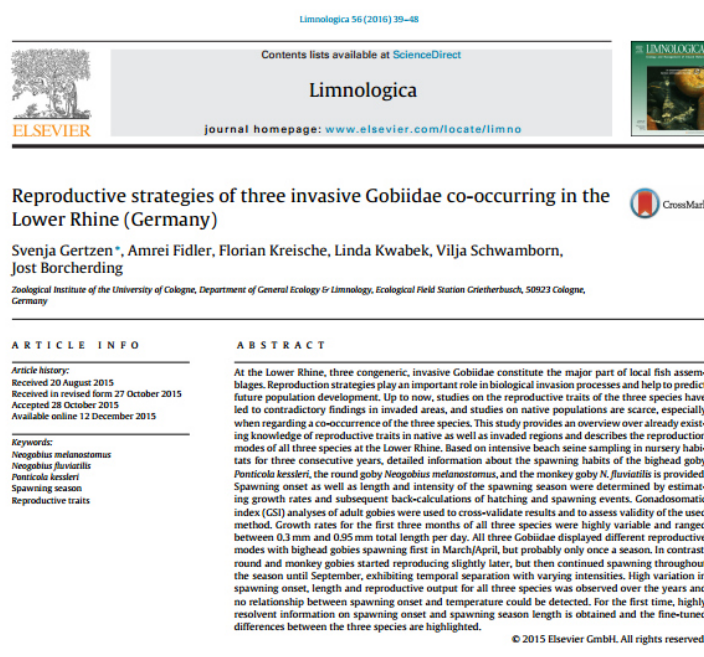 Limnologica 56 (2016) 39–48
Contents lists available at ScienceDirect
Limnologica
journal homepage: www.elsevier.com/locate/limno
ELSEVIER
LIMNOLOGICA
Reproductive strategies of three invasive Gobiidae co-occurring in the
Lower Rhine (Germany)
CrossMark
Svenja Gertzen*, Amrei Fidler, Florian Kreische, Linda Kwabek, Vilja Schwamborn,
Jost Borcherding
Zoological Institute of the University of Cologne, Department of General Ecology & Limnology, Ecological Field Station Grietherbusch, 50923 Cologne,
Germany
ARTICLE INFO
Article history:
Received 20 August 2015
Received in revised form 27 October 2015
Accepted 28 October 2015
Available online 12 December 2015
Keywords:
Neogobius melanostomus
Neogobius fluviatilis
Ponticola kessleri
Spawning season
Reproductive traits
ABSTRACT
At the Lower Rhine, three congeneric, invasive Gobiidae constitute the major part of local fish assem-
blages. Reproduction strategies play an important role in biological invasion processes and help to predict
future population development. Up to now, studies on the reproductive traits of the three species have
led to contradictory findings in invaded areas, and studies on native populations are scarce, especially
when regarding a co-occurrence of the three species. This study provides an overview over already exist-
ing knowledge of reproductive traits in native as well as invaded regions and describes the reproduction
modes of all three species at the Lower Rhine. Based on intensive beach seine sampling in nursery habi-
tats for three consecutive years, detailed information about the spawning habits of the bighead goby
Ponticola kessleri, the round goby Neogobius melanostomus, and the monkey goby N. fluviatilis is provided.
Spawning onset as well as length and intensity of the spawning season were determined by estimat-
ing growth rates and subsequent back-calculations of hatching and spawning events. Gonadosomatic
index (GSI) analyses of adult gobies were used to cross-validate results and to assess validity of the used
method. Growth rates for the first three months of all three species were highly variable and ranged
between 0.3 mm and 0.95 mm total length per day. All three Gobiidae displayed different reproductive
modes with bighead gobies spawning first in March/April, but probably only once a season. In contrast,
round and monkey gobies started reproducing slightly later, but then continued spawning throughout
the season until September, exhibiting temporal separation with varying intensities. High variation in
spawning onset, length and reproductive output for all three species was observed over the years and
no relationship between spawning onset and temperature could be detected. For the first time, highly
resolvent information on spawning onset and spawning season length is obtained and the fine-tuned
differences between the three species are highlighted.
© 2015 Elsevier GmbH. All rights reserved.